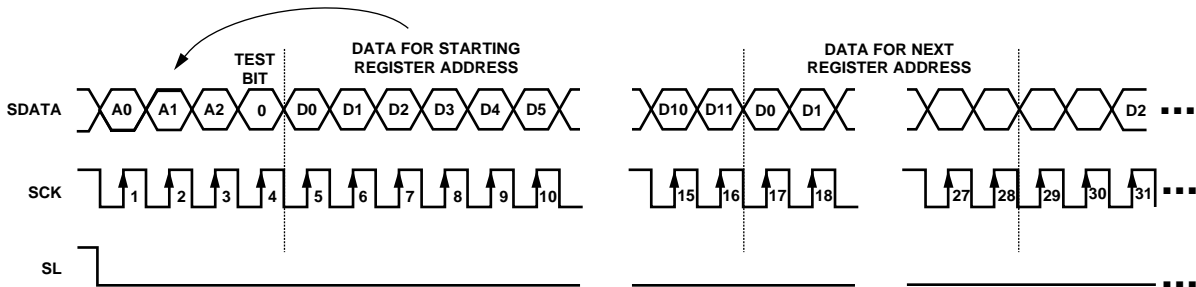 TEST
BIT
DATA FOR STARTING
REGISTER ADDRESS
DATA FOR NEXT
REGISTER ADDRESS
SDATA A0 A1 A2 0 D0 D1 D2 D3 D4 D5 D10 D11 D0 D1 D2
SCK 1 2 3 4 5 6 7 8 9 10 15 16 17 18 27 28 29 30 31
SL